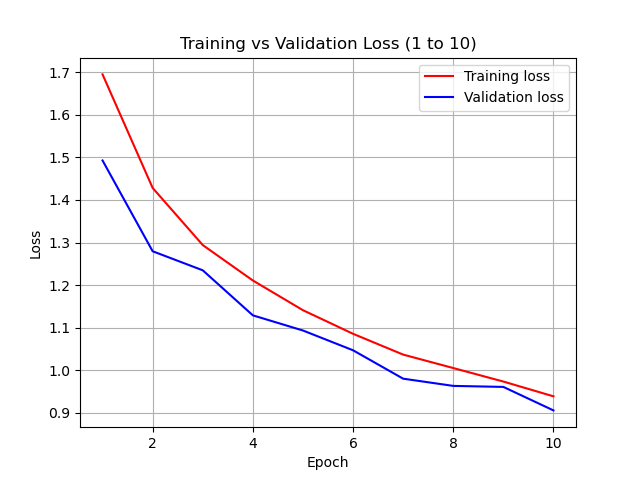 Training vs Validation Loss (1 to 10)
Training loss
Validation loss
1.7
1.6
1.5
1.4
1.3
1.2
1.1
1.0
0.9
Loss
2 4 6 8 10
Epoch